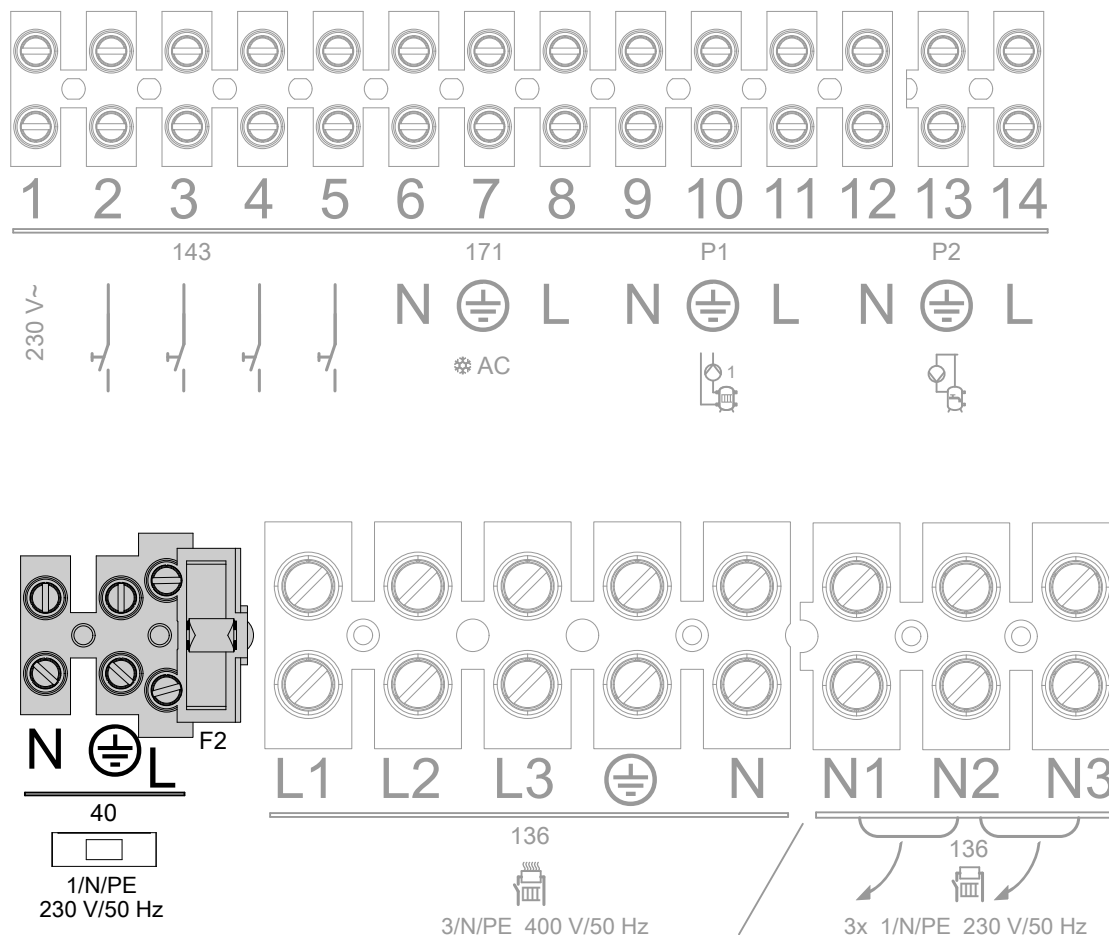 1 2 3 4 5 6 7 8 9 10 11 12 13 14
143 171 P1 P2
230 V~
N L N L N L
AC
1
F2
N L
40
1/N/PE
230 V/50 Hz
L1 L2 L3 N
136
3/N/PE 400 V/50 Hz
N1 N2 N3
136
3x 1/N/PE 230 V/50 Hz